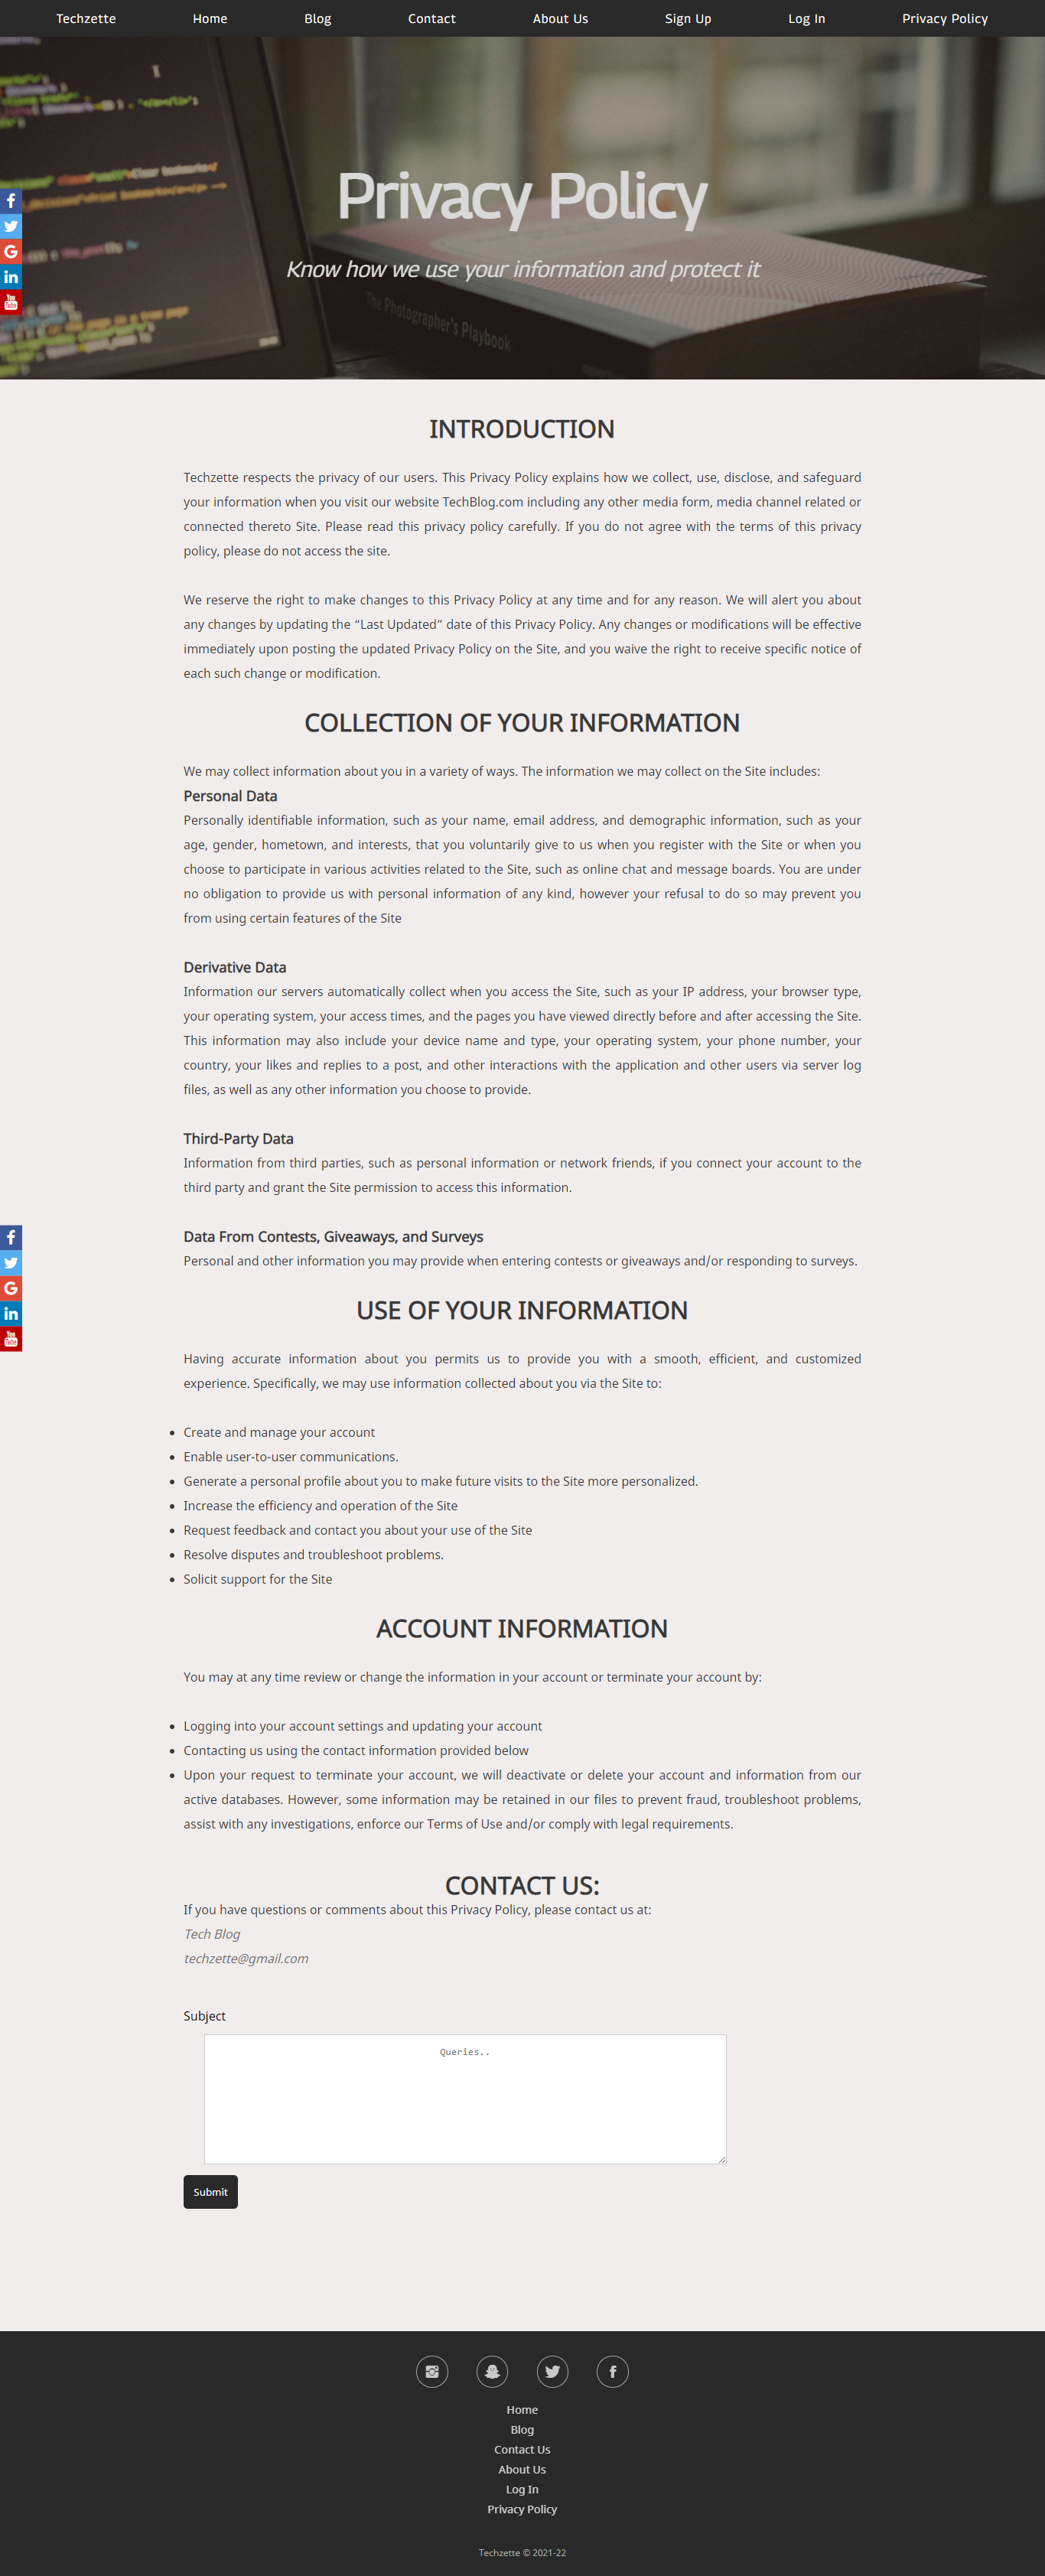 Techzette Home Blog Contact About Us Sign Up Log In Privacy Policy
Privacy Policy
Know how we use your information and protect it
The Photographer's Playbook
INTRODUCTION
Techzette respects the privacy of our users. This Privacy Policy explains how we collect, use, disclose, and safeguard
your information when you visit our website TechBlog.com including any other media form, media channel related or
connected thereto Site. Please read this privacy policy carefully. If you do not agree with the terms of this privacy
policy, please do not access the site.
We reserve the right to make changes to this Privacy Policy at any time and for any reason. We will alert you about
any changes by updating the “Last Updated” date of this Privacy Policy. Any changes or modifications will be effective
immediately upon posting the updated Privacy Policy on the Site, and you waive the right to receive specific notice of
each such change or modification.
COLLECTION OF YOUR INFORMATION
We may collect information about you in a variety of ways. The information we may collect on the Site includes:
Personal Data
Personally identifiable information, such as your name, email address, and demographic information, such as your
age, gender, hometown, and interests, that you voluntarily give to us when you register with the Site or when you
choose to participate in various activities related to the Site, such as online chat and message boards. You are under
no obligation to provide us with personal information of any kind, however your refusal to do so may prevent you
from using certain features of the Site
Derivative Data
Information our servers automatically collect when you access the Site, such as your IP address, your browser type,
your operating system, your access times, and the pages you have viewed directly before and after accessing the Site.
This information may also include your device name and type, your operating system, your phone number, your
country, your likes and replies to a post, and other interactions with the application and other users via server log
files, as well as any other information you choose to provide.
Third-Party Data
Information from third parties, such as personal information or network friends, if you connect your account to the
third party and grant the Site permission to access this information.
Data From Contests, Giveaways, and Surveys
Personal and other information you may provide when entering contests or giveaways and/or responding to surveys.
USE OF YOUR INFORMATION
Having accurate information about you permits us to provide you with a smooth, efficient, and customized
experience. Specifically, we may use information collected about you via the Site to:
• Create and manage your account
• Enable user-to-user communications.
• Generate a personal profile about you to make future visits to the Site more personalized.
• Increase the efficiency and operation of the Site
• Request feedback and contact you about your use of the Site
• Resolve disputes and troubleshoot problems.
• Solicit support for the Site
ACCOUNT INFORMATION
You may at any time review or change the information in your account or terminate your account by:
• Logging into your account settings and updating your account
• Contacting us using the contact information provided below
• Upon your request to terminate your account, we will deactivate or delete your account and information from our
active databases. However, some information may be retained in our files to prevent fraud, troubleshoot problems,
assist with any investigations, enforce our Terms of Use and/or comply with legal requirements.
CONTACT US:
If you have questions or comments about this Privacy Policy, please contact us at:
Tech Blog
techzette@gmail.com
Subject
Queries..
Submit
Home
Blog
Contact Us
About Us
Log In
Privacy Policy
Techzette © 2021-22